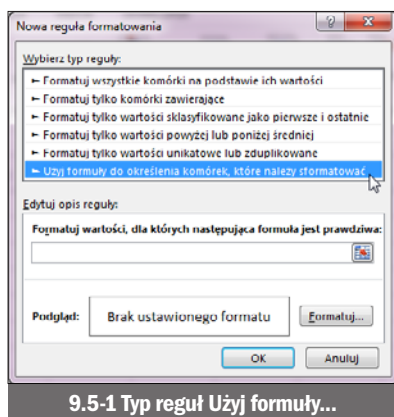 Nowa reguła formatowania
Wybierz typ reguły:
► Formatuj wszystkie komórki na podstawie ich wartości
► Formatuj tylko komórki zawierające
► Formatuj tylko wartości sklasyfikowane jako pierwsze i ostatnie
► Formatuj tylko wartości powyżej lub poniżej średniej
► Formatuj tylko wartości unikatowe lub zduplikowane
► Użyj formuły do określenia komórek, które należy sformatować
Edytuj opis reguły:
Formatuj wartości, dla których następująca formuła jest prawdziwa:
Podgląd: Brak ustawionego formatu Formatuj...
OK Anuluj
9.5-1 Typ reguł Użyj formuły...